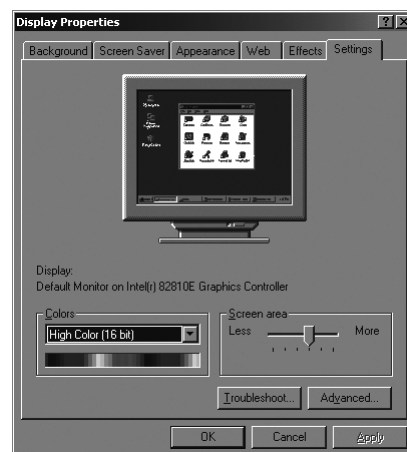 Display Properties
Background Screen Saver Appearance Web Effects Settings
Display:
Default Monitor on Intel(r) 82810E Graphics Controller
Colors
High Color (16 bit)
Screen area
Less More
Troubleshoot... Advanced...
OK Cancel Apply